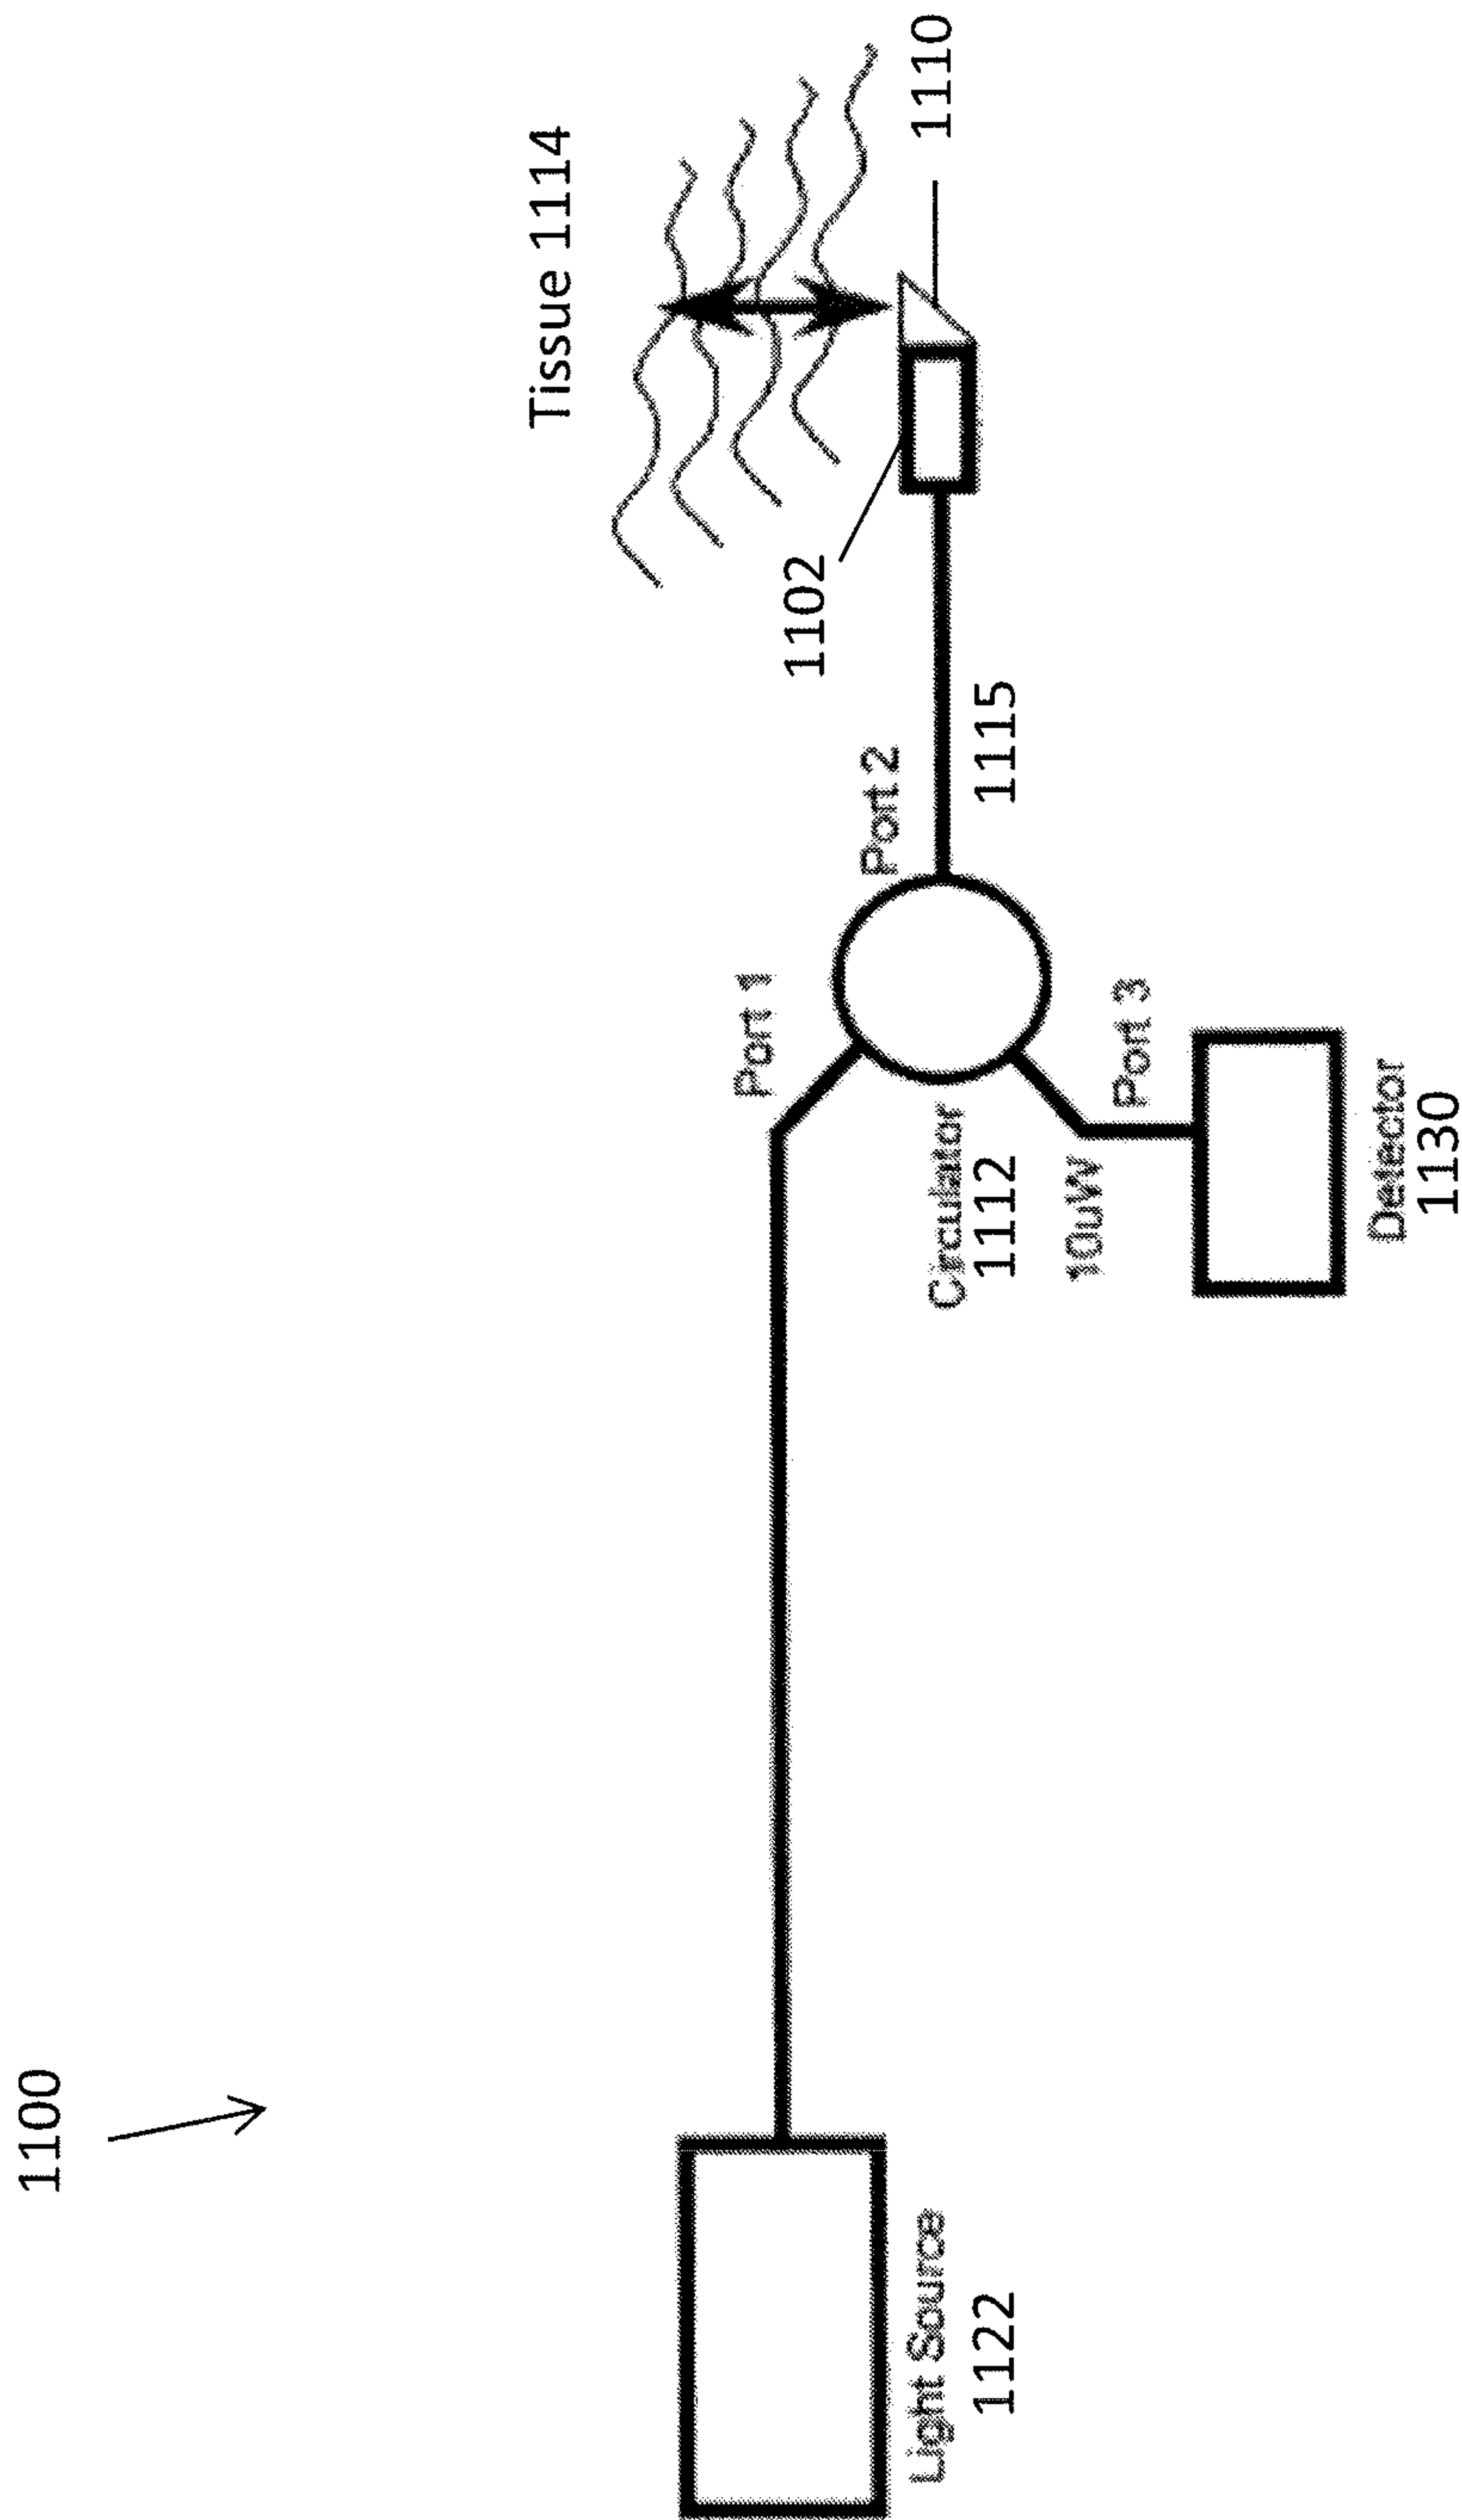 1100
Tissue 1114
1110
1102
Port 1
Port 2
1115
Circulator
1112
10uW
Port 3
Light Source
1122
Detector
1130